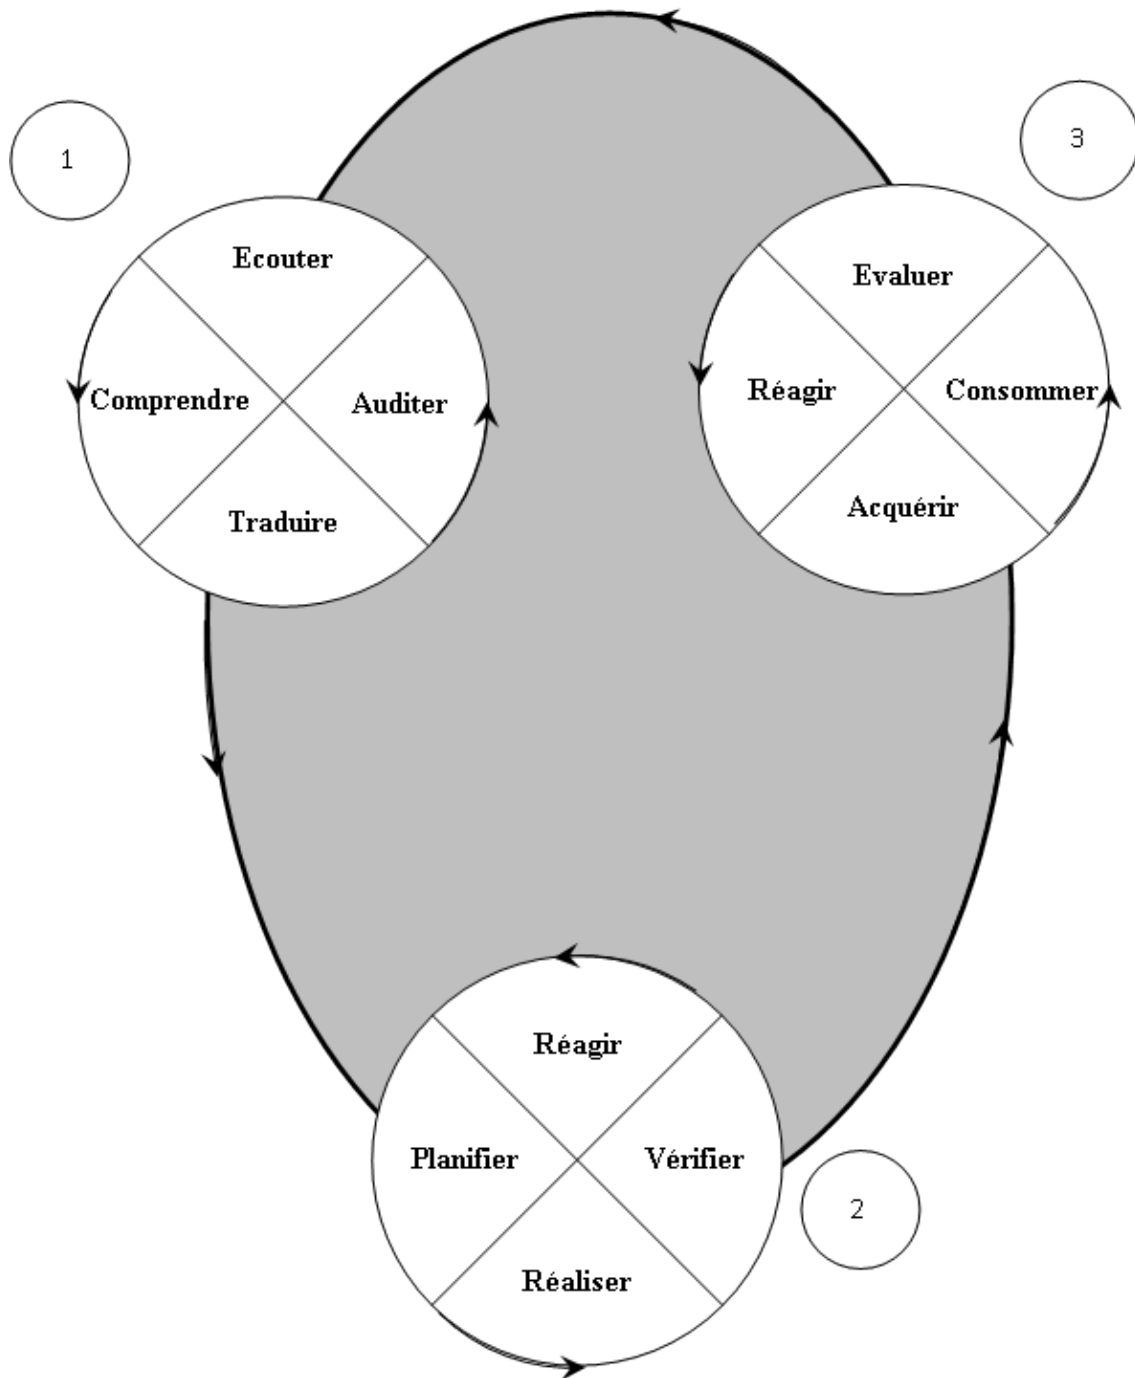 1
Ecouter
Comprendre
Auditer
Traduire
3
Evaluer
Réagir
Consommer
Acquérir
Réagir
Planifier
Vérifier
Réaliser
2